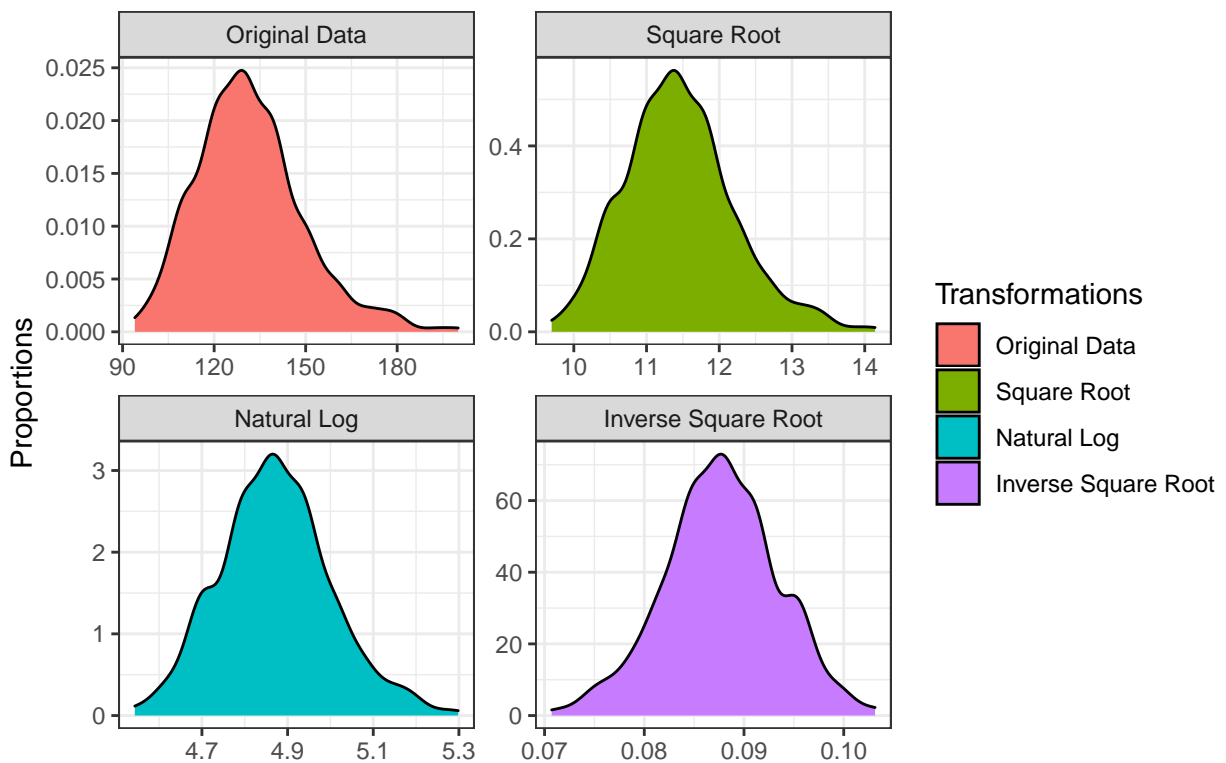 Original Data
Square Root
0.025
0.020
0.015
0.010
0.005
0.000
90 120 150 180
0.4
0.2
0.0
10 11 12 13 14
Proportions
Natural Log
Inverse Square Root
3
2
1
0
4.7 4.9 5.1 5.3
60
40
20
0
0.07 0.08 0.09 0.10
Transformations
Original Data
Square Root
Natural Log
Inverse Square Root